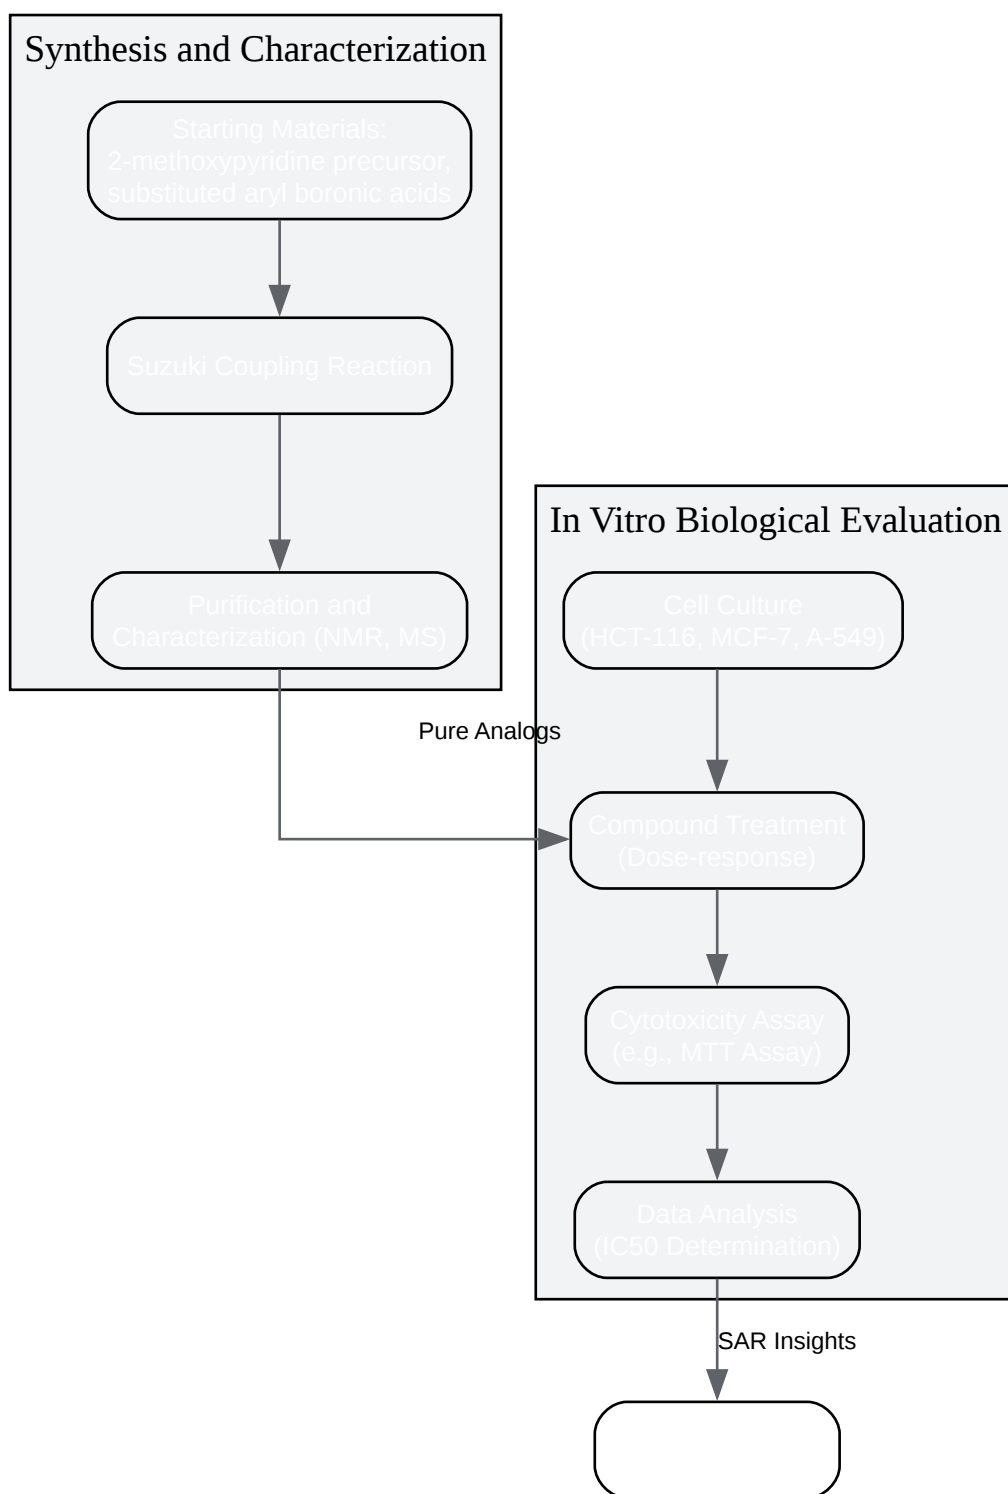 Synthesis and Characterization
Starting Materials:
2-methoxypyridine precursor,
substituted aryl boronic acids
Suzuki Coupling Reaction
Purification and
Characterization (NMR, MS)
Pure Analogs
In Vitro Biological Evaluation
Cell Culture
(HCT-116, MCF-7, A-549)
Compound Treatment
(Dose-response)
Cytotoxicity Assay
(e.g., MTT Assay)
Data Analysis
(IC50 Determination)
SAR Insights